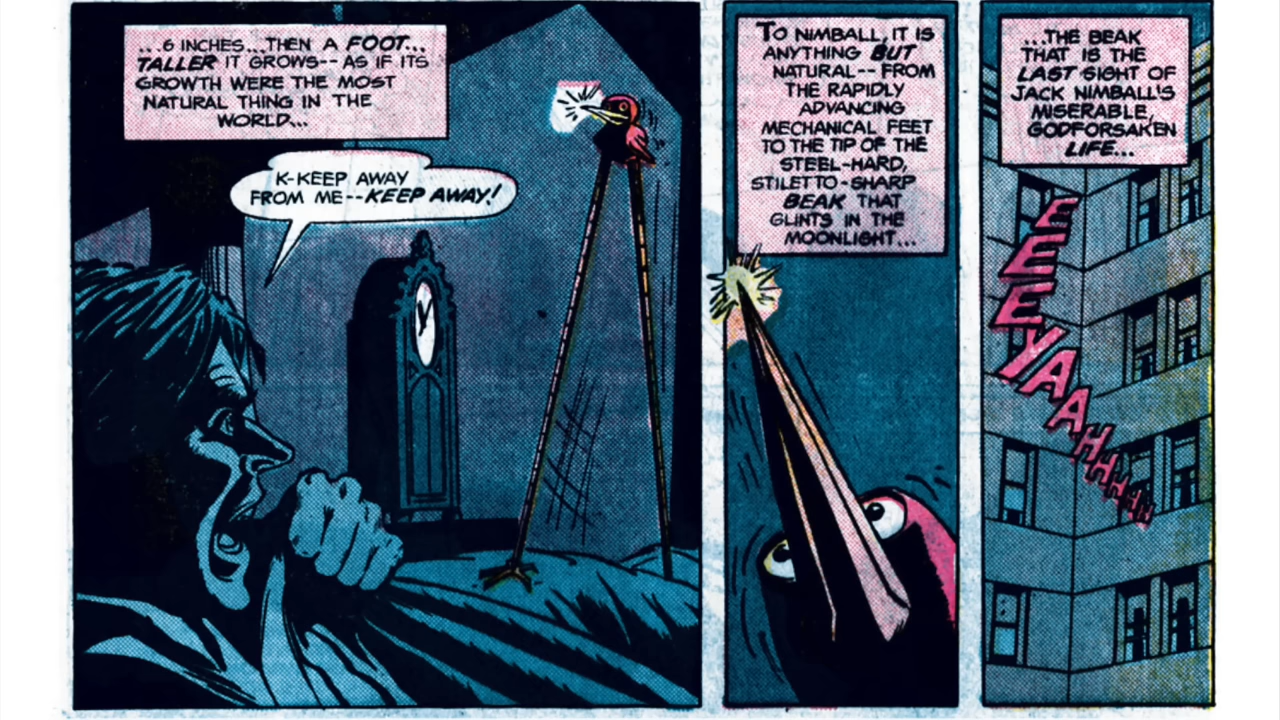 ...6 INCHES...THEN A FOOT...
TALLER IT GROWS--AS IF ITS
GROWTH WERE THE MOST
NATURAL THING IN THE
WORLD...
K-KEEP AWAY
FROM ME--KEEP AWAY!
TO NIMBALL, IT IS
ANYTHING BUT
NATURAL--FROM
THE RAPIDLY
ADVANCING
MECHANICAL FEET
TO THE TIP OF THE
STEEL-HARD,
STILETTO-SHARP
BEAK THAT
GLINTS IN THE
MOONLIGHT...
...THE BEAK
THAT IS THE
LAST SIGHT OF
JACK NIMBALL'S
MISERABLE,
GODFORSAKEN
LIFE...
EEEYAAHHHHH